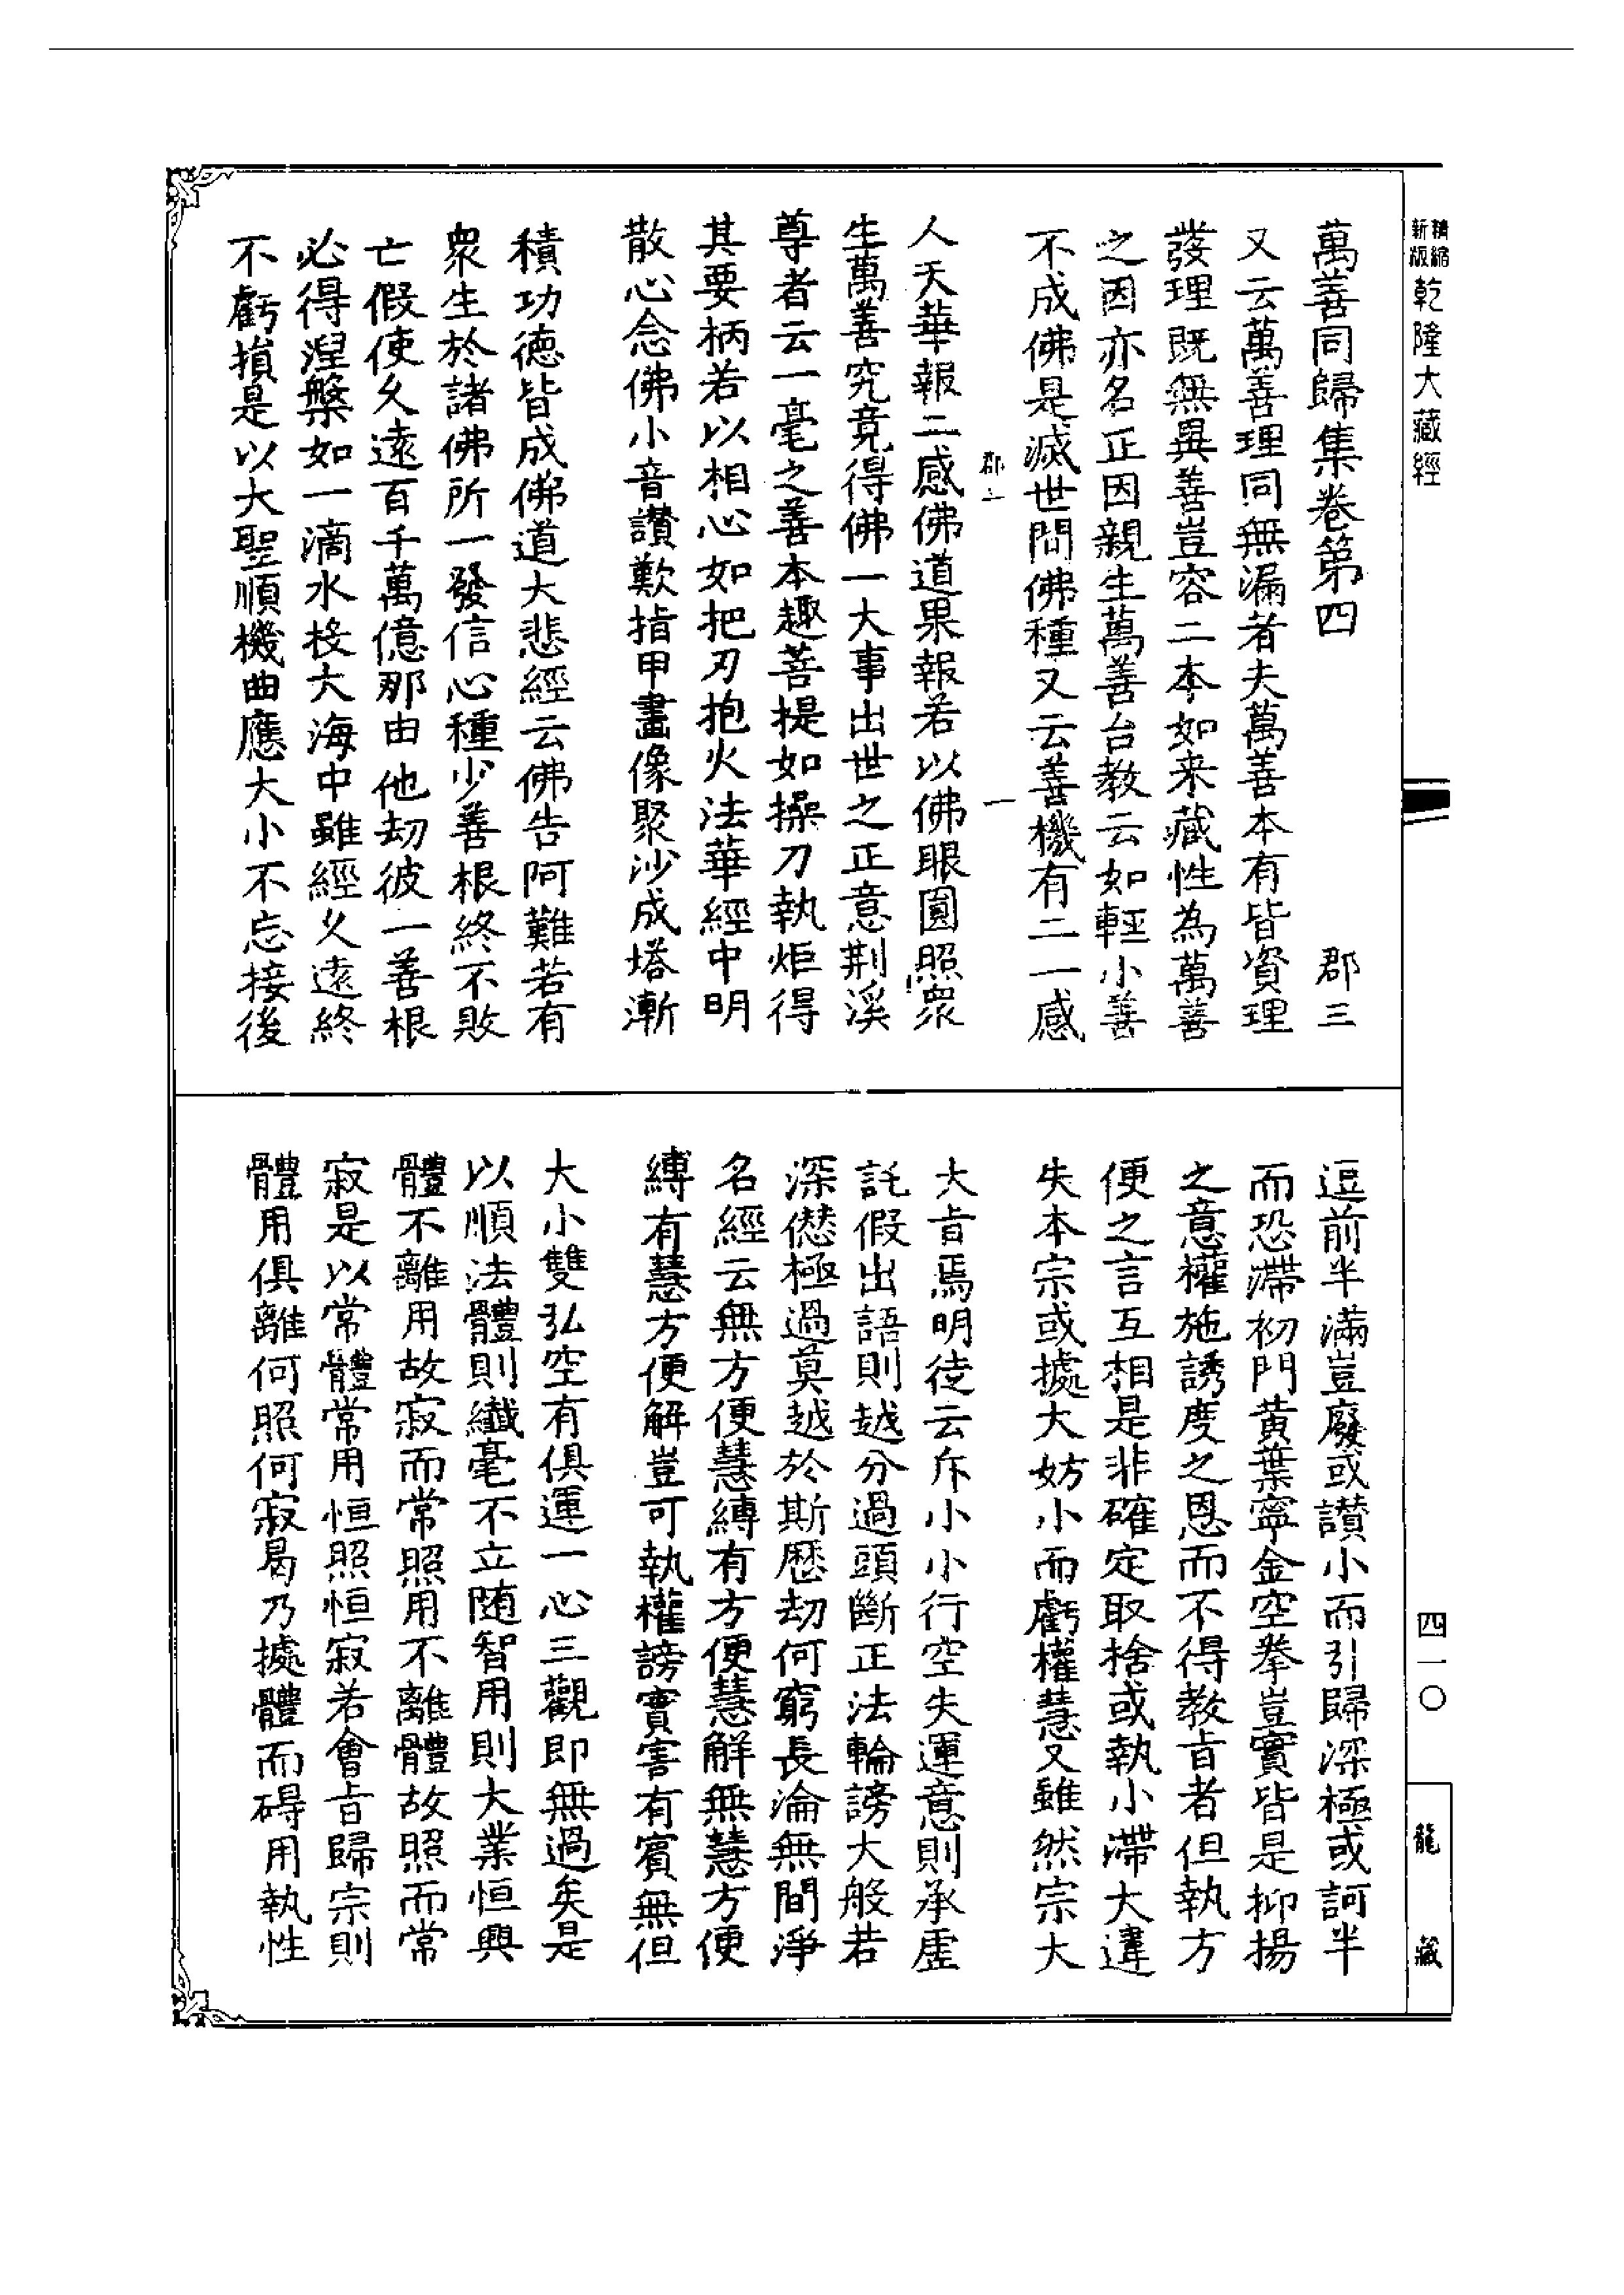 精縮新版乾隆大藏經
萬善同歸集卷第四 郡三
又云萬善理同無漏者夫萬善本有皆資理
發理既無異善豈容二本如来藏性為萬善
之因亦名正因親生萬善台教云如輕小善
不成佛是滅世間佛種又云善機有二一感
郡三 一
人天華報二感佛道果報若以佛眼圓照眾
生萬善究竟得佛一大事出世之正意荆溪
尊者云一毫之善本趣菩提如操刀執炬得
其要柄若以相心如把刃抱火法華經中明
散心念佛小音讚歎指甲畫像聚沙成塔漸
積功德皆成佛道大悲經云佛告阿難若有
眾生於諸佛所一發信心種少善根終不敗
亡假使久遠百千萬億那由他劫彼一善根
必得涅槃如一滴水投大海中雖經久遠終
不虧損是以大聖順機曲應大小不忘接後
逗前半滿豈廢或讚小而引歸深極或訶半
而恐滯初門黃葉寧金空拳豈實皆是抑揚
之意權施誘度之恩而不得教旨者但執方
便之言互相是非確定取捨或執小滯大違
失本宗或據大妨小而虧權慧又雖然宗大
大旨焉明徒云斥小小行空失運意則承虛
託假出語則越分過頭斷正法輪謗大般若
深愆極過莫越於斯歷劫何窮長淪無間淨
名經云無方便慧縛有方便慧解無慧方便
縛有慧方便解豈可執權謗實害有賓無但
大小雙弘空有俱運一心三觀即無過矣是
以順法體則纖毫不立随智用則大業恒興
體不離用故寂而常照用不離體故照而常
寂是以常體常用恒照恒寂若會旨歸宗則
體用俱離何照何寂曷乃據體而碍用執性
四一〇
龍藏